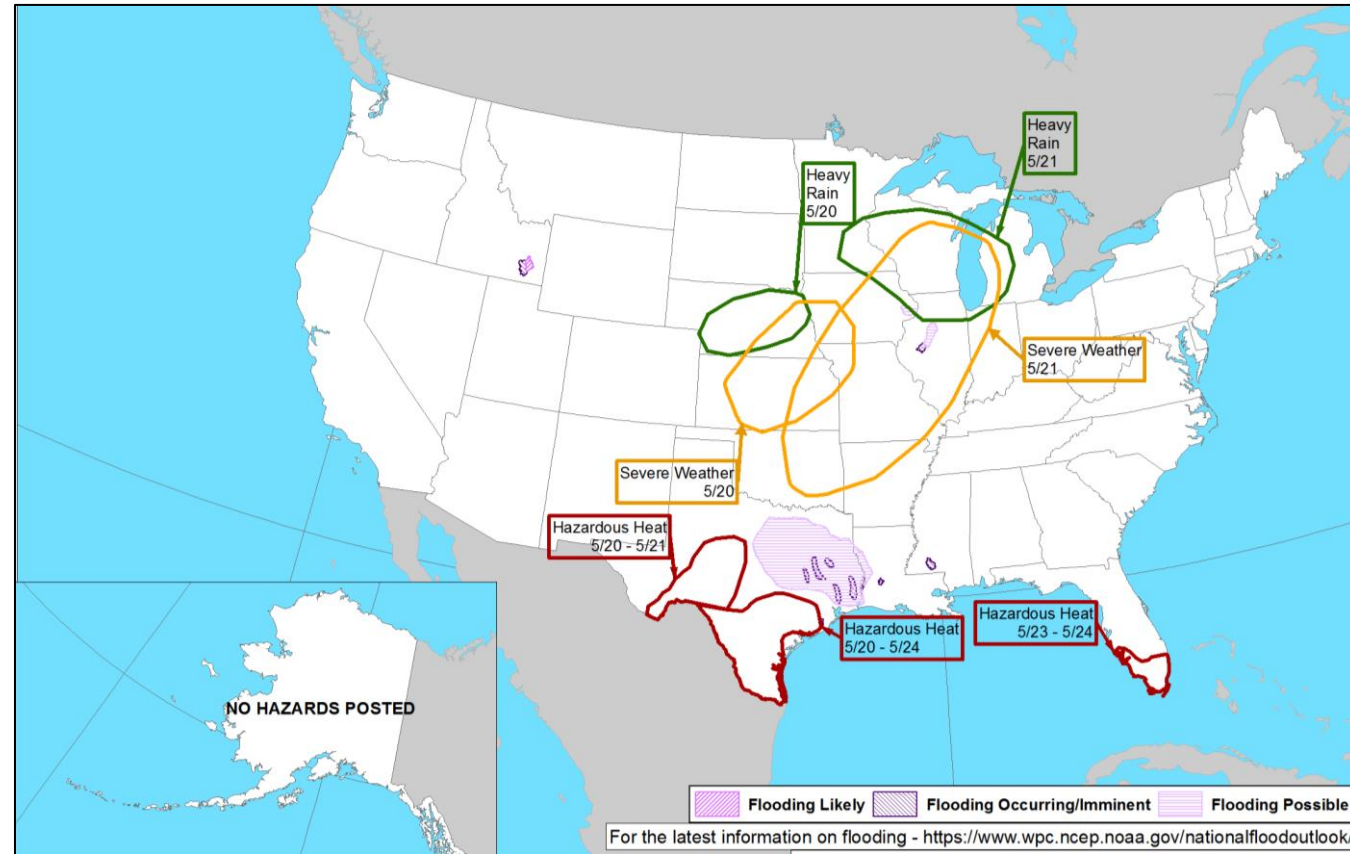 Heavy
Rain
5/21
Heavy
Rain
5/20
Severe Weather
5/21
Severe Weather
5/20
Hazardous Heat
5/20 - 5/21
Hazardous Heat
5/20 - 5/24
Hazardous Heat
5/23 - 5/24
NO HAZARDS POSTED
Flooding Likely
Flooding Occurring/Imminent
Flooding Possible
For the latest information on flooding - https://www.wpc.ncep.noaa.gov/nationalfloodoutlook/